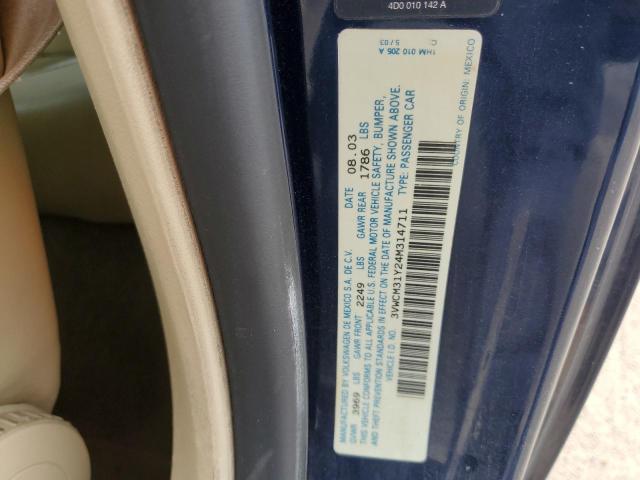 4D0 010 142 A
1HM 010 205 A
5 / 03
MANUFACTURED BY VOLKSWAGEN DE MEXICO S.A. DE C.V. DATE 08.03
GVWR 3969 LBS GAWR FRONT 2249 LBS GAWR REAR 1786 LBS
THIS VEHICLE CONFORMS TO ALL APPLICABLE U.S. FEDERAL MOTOR VEHICLE SAFETY, BUMPER,
AND THEFT PREVENTION STANDARDS IN EFFECT ON THE DATE OF MANUFACTURE SHOWN ABOVE.
VEHICLE I.D. NO. 3VWCM31Y24M314711 TYPE: PASSENGER CAR
COUNTRY OF ORIGIN: MEXICO